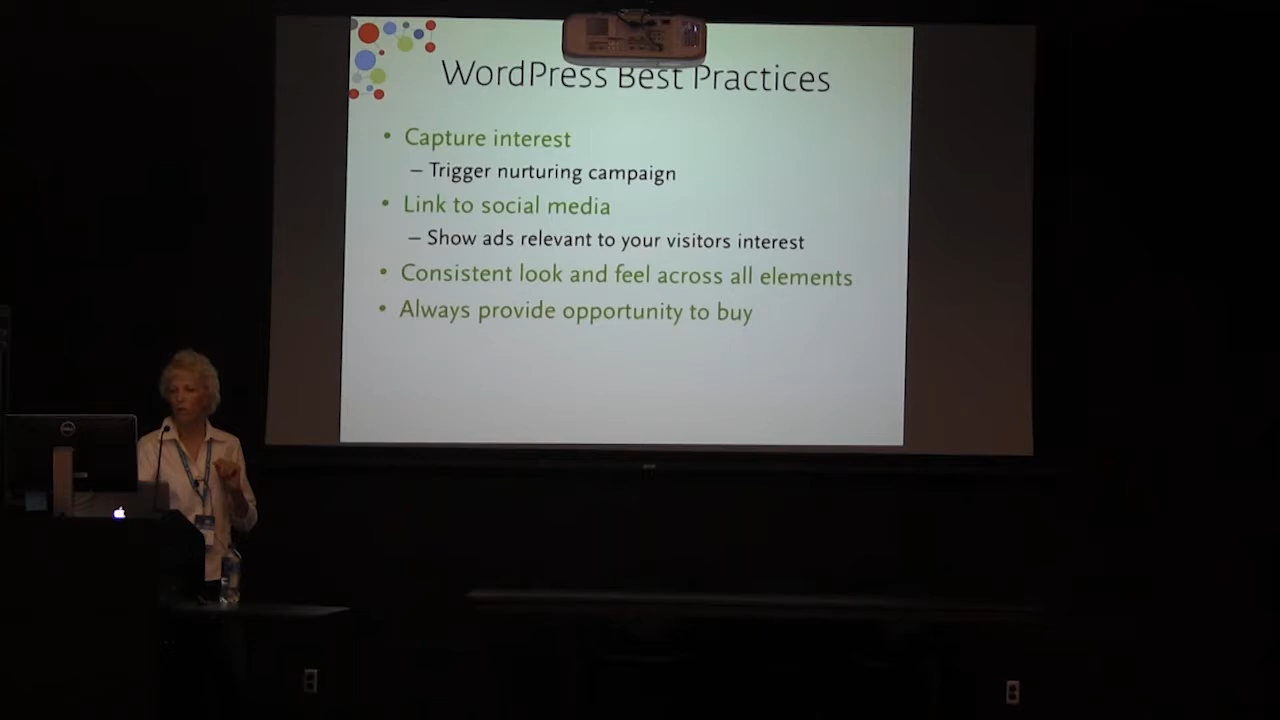 WordPress Best Practices
• Capture interest
– Trigger nurturing campaign
• Link to social media
– Show ads relevant to your visitors interest
• Consistent look and feel across all elements
• Always provide opportunity to buy
DELL